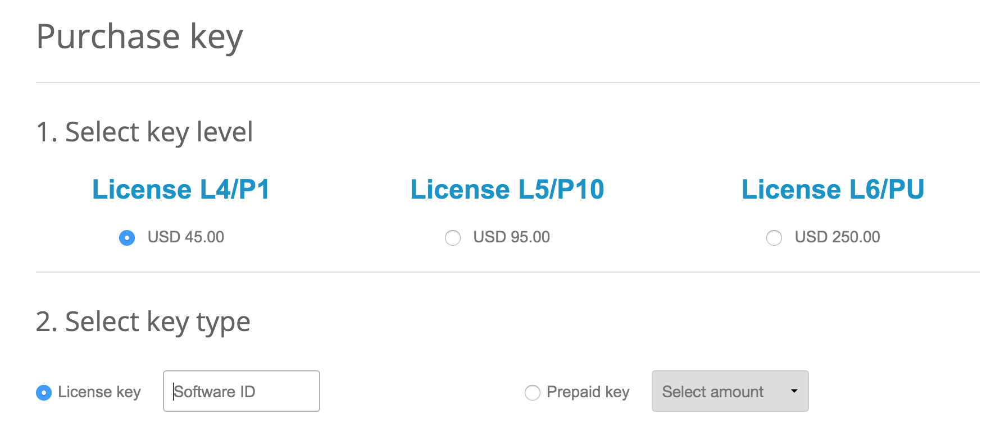 Purchase key
1. Select key level
License L4/P1 License L5/P10 License L6/PU
USD 45.00 USD 95.00 USD 250.00
2. Select key type
License key Software ID Prepaid key Select amount